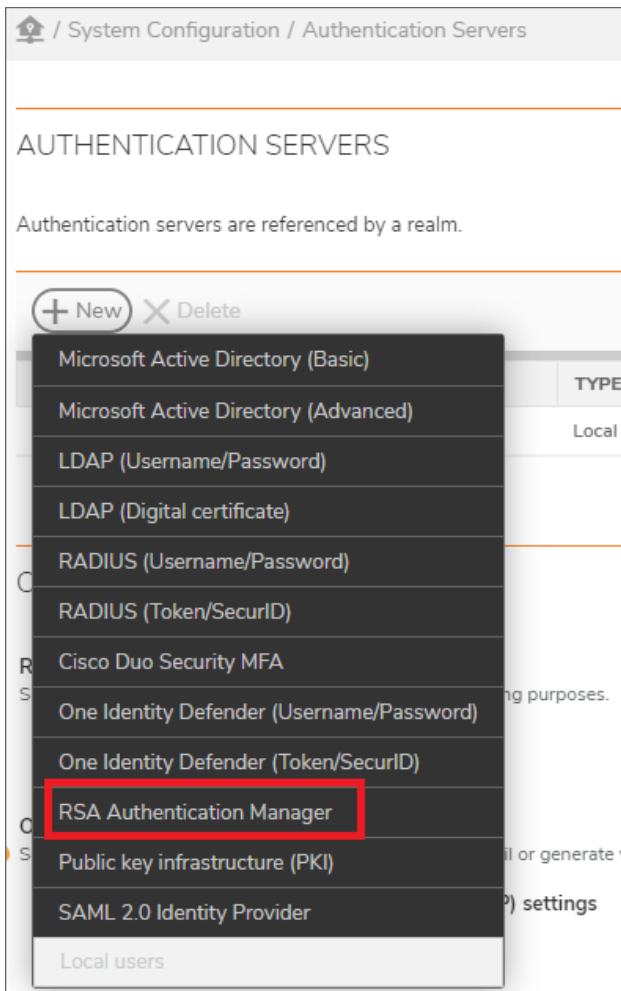 / System Configuration / Authentication Servers
AUTHENTICATION SERVERS
Authentication servers are referenced by a realm.
New Delete
Microsoft Active Directory (Basic)
TYPE
Microsoft Active Directory (Advanced)
Local
LDAP (Username/Password)
LDAP (Digital certificate)
RADIUS (Username/Password)
RADIUS (Token/SecurID)
Cisco Duo Security MFA
ng purposes.
One Identity Defender (Username/Password)
One Identity Defender (Token/SecurID)
RSA Authentication Manager
Public key infrastructure (PKI)
il or generate
SAML 2.0 Identity Provider
P) settings
Local users